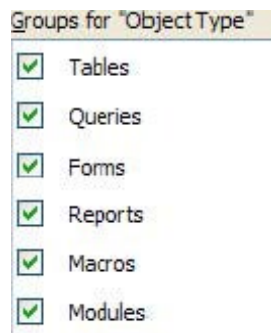 Groups for "Object Type"
Tables
Queries
Forms
Reports
Macros
Modules